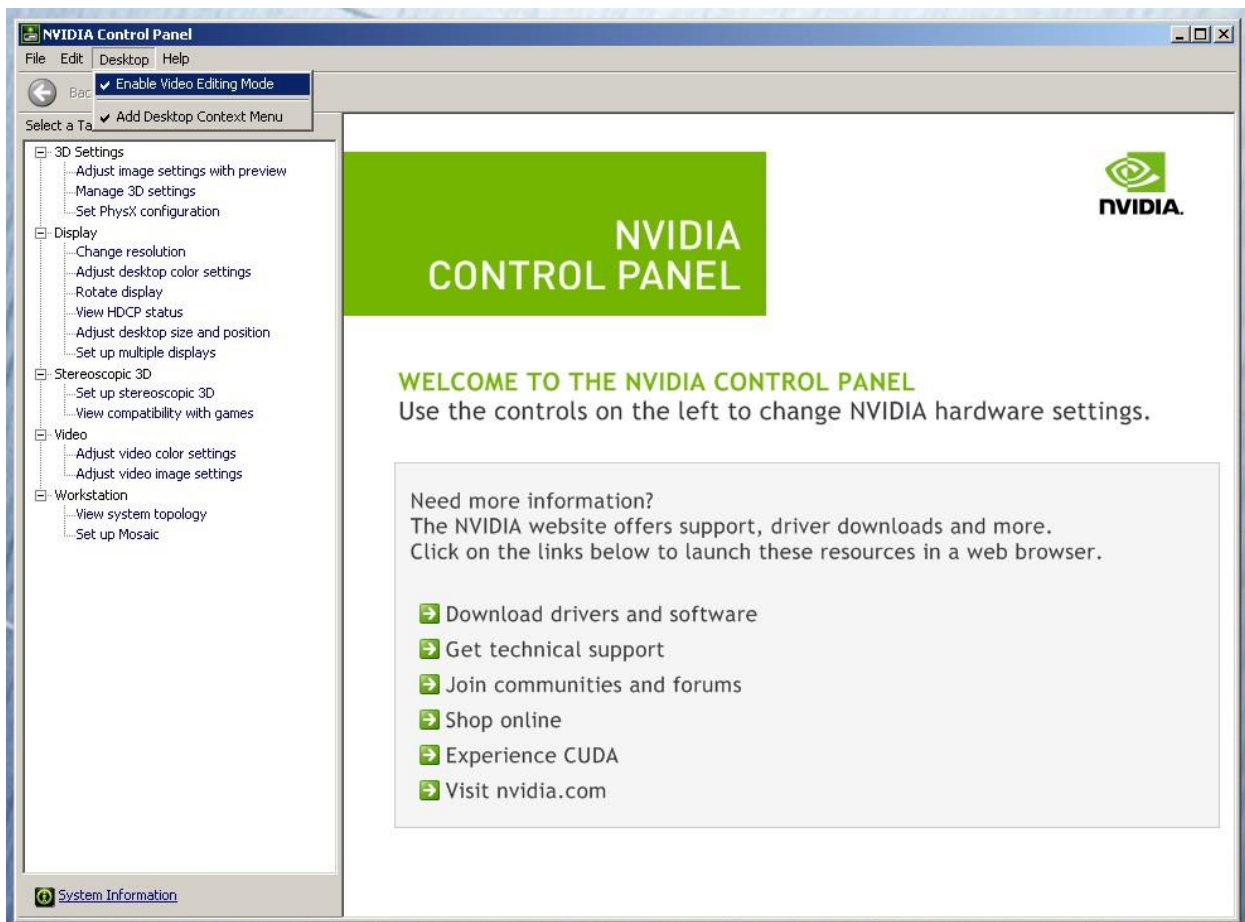 NVIDIA Control Panel
File Edit Desktop Help
Enable Video Editing Mode
Add Desktop Context Menu
Select a Ta
3D Settings
Adjust image settings with preview
Manage 3D settings
Set PhysX configuration
Display
Change resolution
Adjust desktop color settings
Rotate display
View HDCP status
Adjust desktop size and position
Set up multiple displays
Stereoscopic 3D
Set up stereoscopic 3D
View compatibility with games
Video
Adjust video color settings
Adjust video image settings
Workstation
View system topology
Set up Mosaic
System Information
NVIDIA
CONTROL PANEL
NVIDIA.
WELCOME TO THE NVIDIA CONTROL PANEL
Use the controls on the left to change NVIDIA hardware settings.
Need more information?
The NVIDIA website offers support, driver downloads and more.
Click on the links below to launch these resources in a web browser.
Download drivers and software
Get technical support
Join communities and forums
Shop online
Experience CUDA
Visit nvidia.com